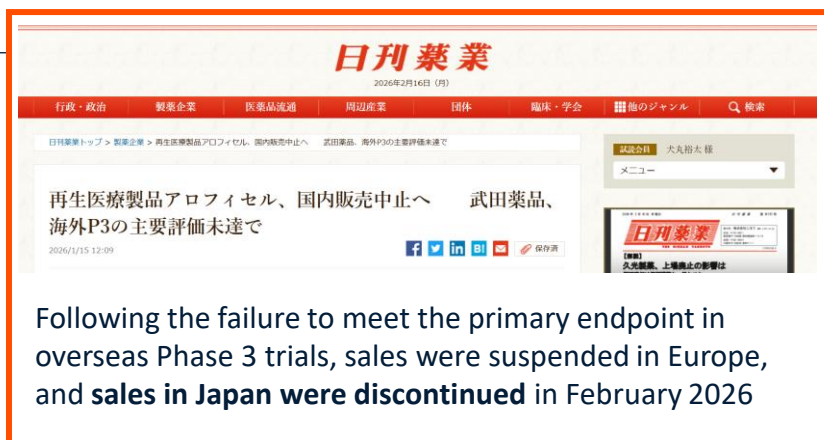 日刊薬業
2026年2月16日（月）
行政・政治 製薬企業 医薬品流通 周辺産業 団体 臨床・学会 他のジャンル 検索
日刊薬業トップ > 製薬企業 > 再生医療製品アロフィセル、国内販売中止へ 武田薬品、海外P3の主要評価未達で
試読会員 犬丸裕太 様
メニュー
再生医療製品アロフィセル、国内販売中止へ 武田薬品、
海外P3の主要評価未達で
2026/1/15 12:09
保存済
日刊薬業
【解説】
久光製薬、上場廃止の影響は
Following the failure to meet the primary endpoint in
overseas Phase 3 trials, sales were suspended in Europe,
and sales in Japan were discontinued in February 2026